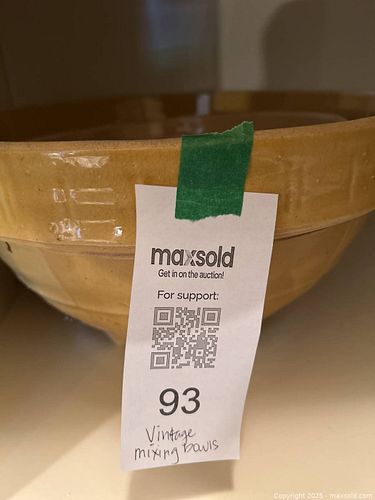 maxsold
Get in on the auction!
For support:
93
Vintage
mixing bowls
Copyright 2025 - maxsold.com